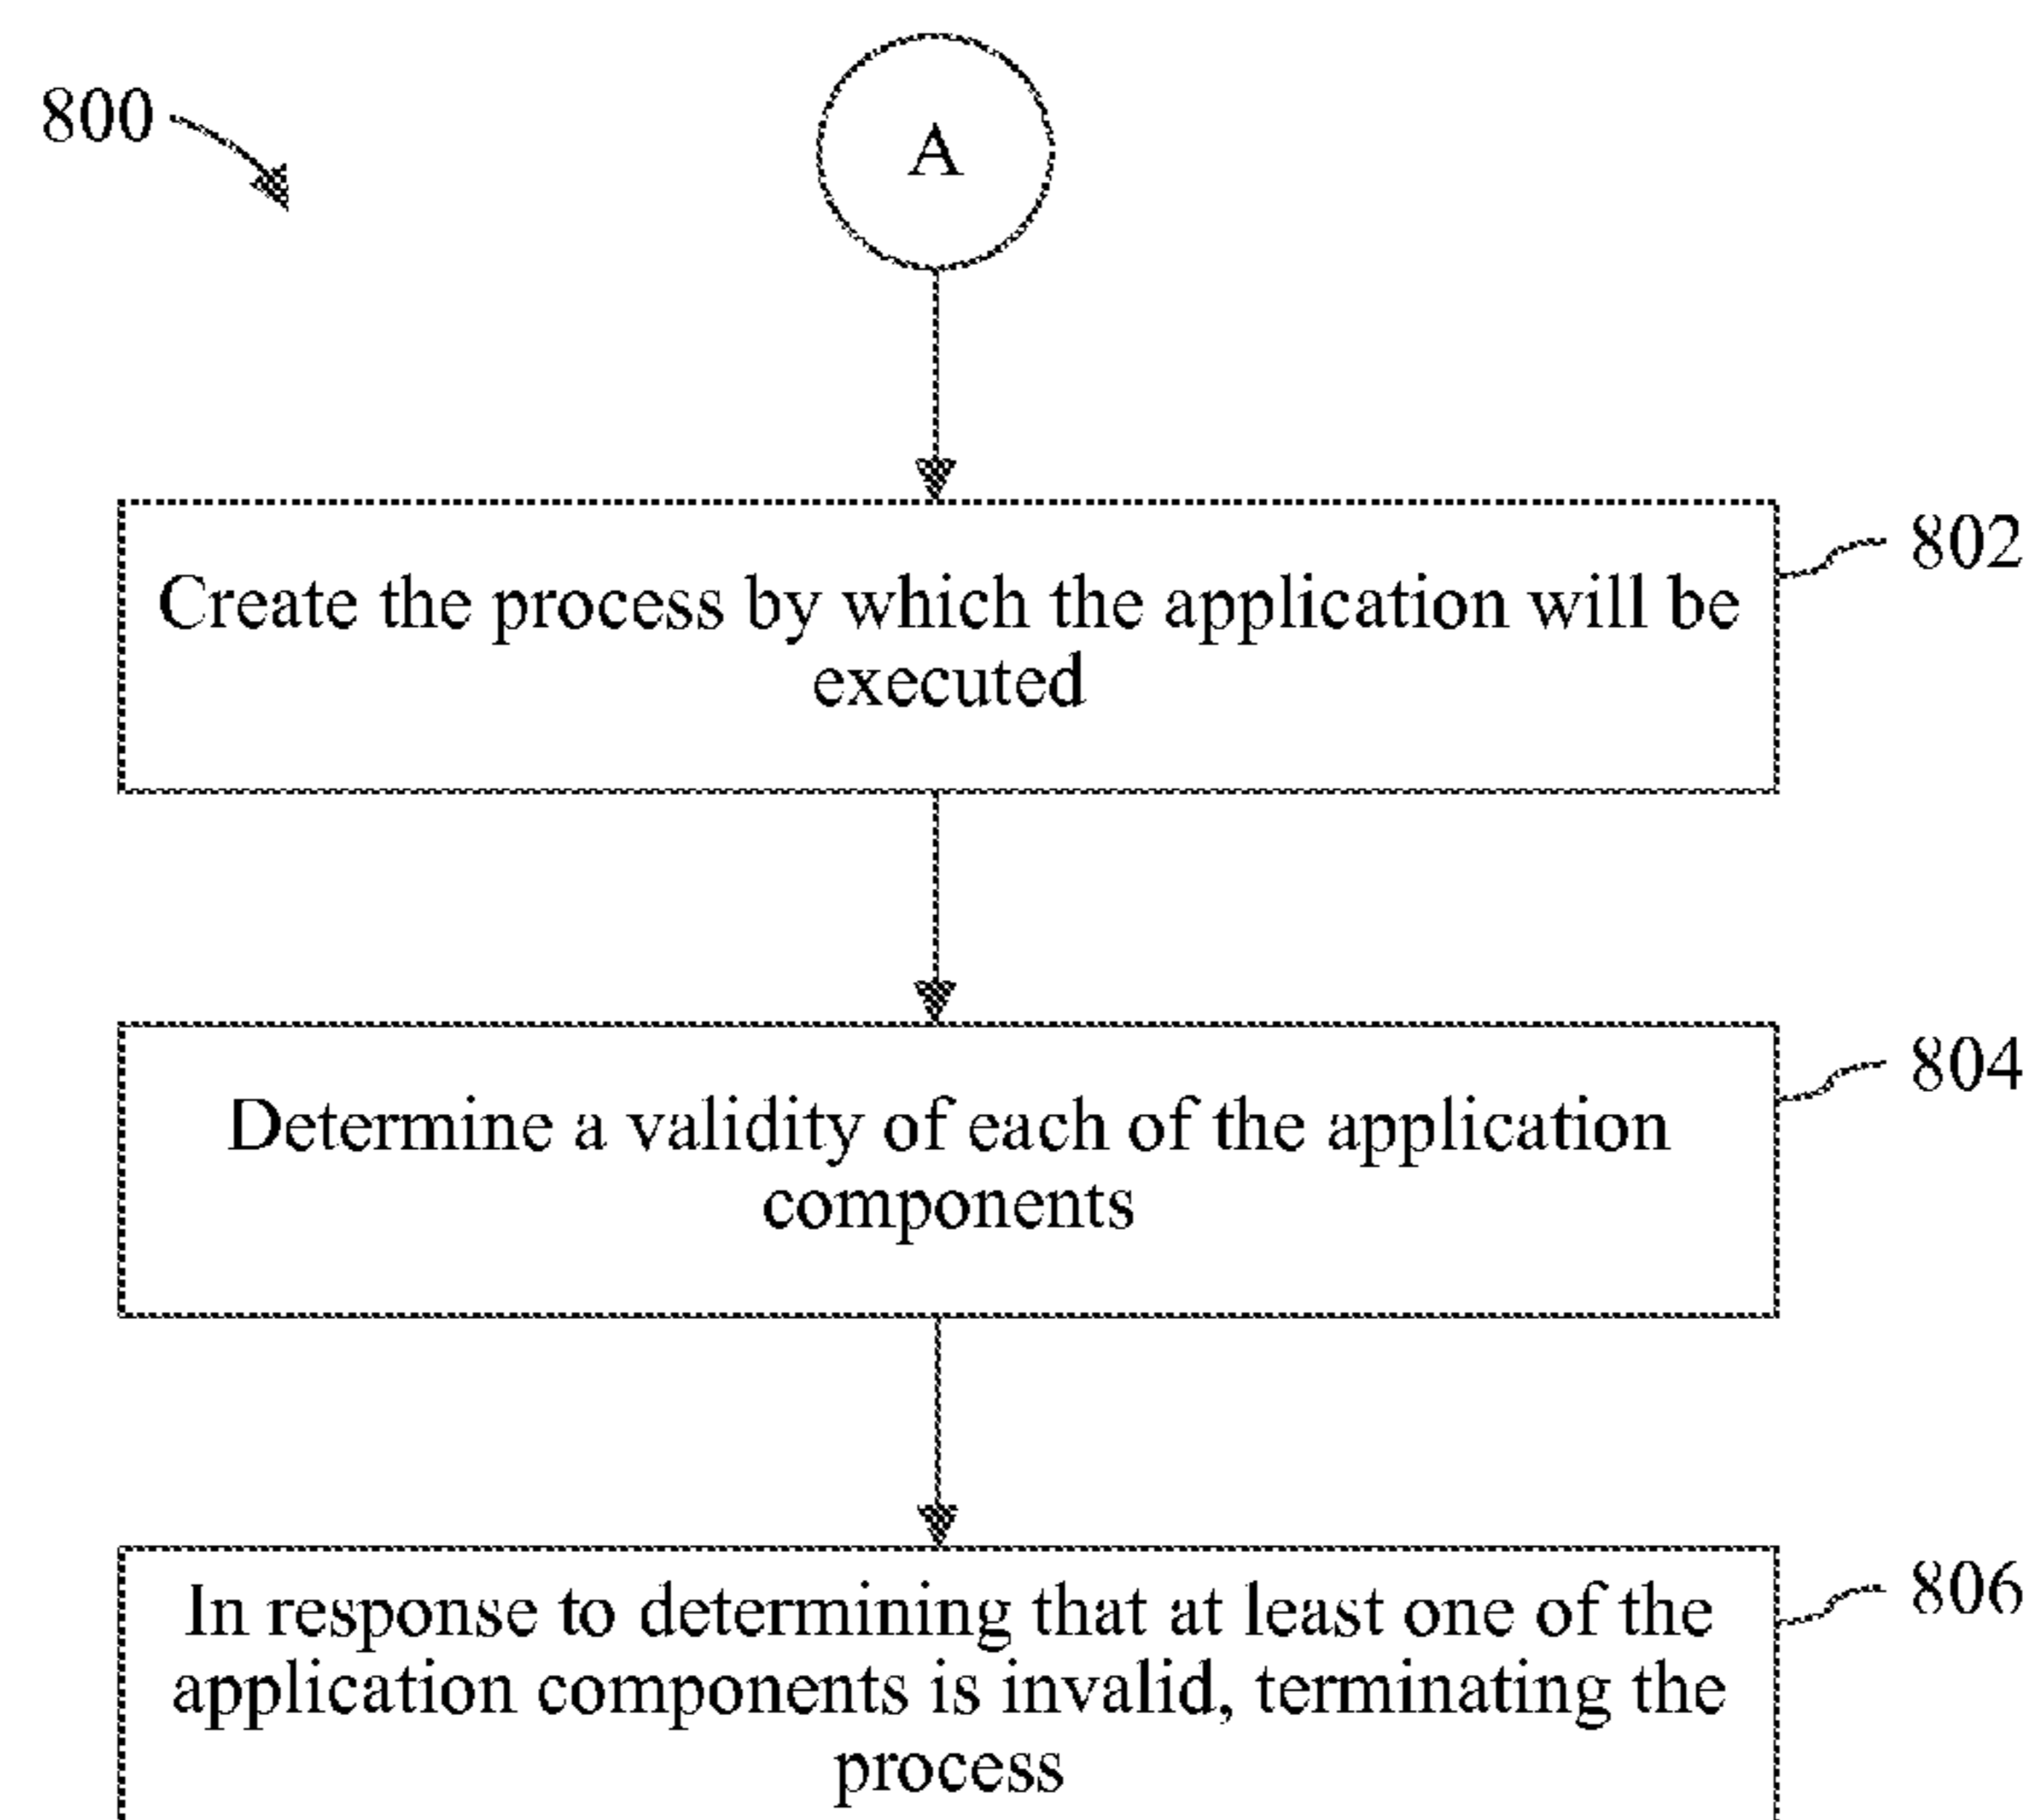 800
A
802
Create the process by which the application will be
executed
804
Determine a validity of each of the application
components
806
In response to determining that at least one of the
application components is invalid, terminating the
process